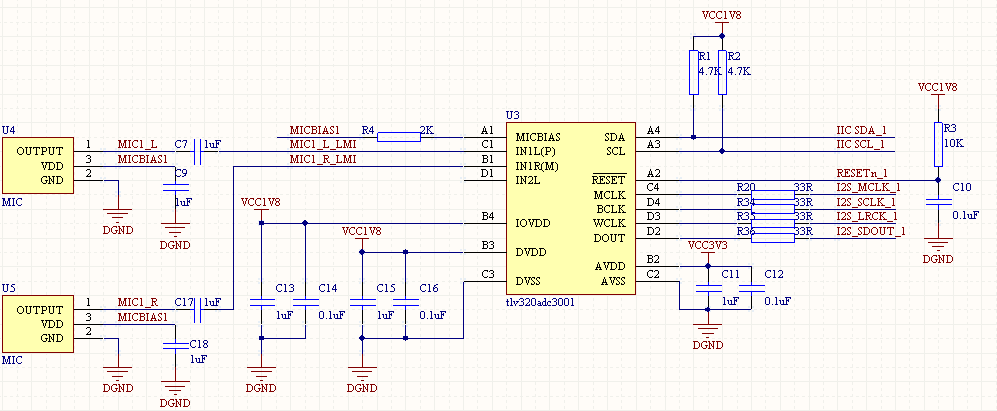 VCC1V8
R1
R2
4.7K
4.7K
VCC1V8
U3
U4
MICBIAS1
R4
2K
A1
MICBIAS
SDA
A4
IIC SDA_1
R3
10K
OUTPUT
1
MIC1_L
C7
1uF
MIC1_L_LMI
C1
IN1L(P)
SCL
A3
IIC SCL_1
VDD
3
MICBIAS1
MIC1_R_LMI
B1
IN1R(M)
GND
2
C9
1uF
D1
IN2L
RESET
A2
RESETn_1
MIC
MCLK
C4
R20
33R
I2S_MCLK_1
C10
0.1uF
BCLK
D4
R34
33R
I2S_SCLK_1
VCC1V8
B4
IOVDD
WCLK
D3
R35
33R
I2S_LRCK_1
DGND
DGND
VCC1V8
DOUT
D2
R36
33R
I2S_SDOUT_1
B3
DVDD
VCC3V3
DGND
AVDD
B2
C3
DVSS
AVSS
C2
C11
1uF
C12
0.1uF
U5
C13
1uF
C14
0.1uF
C15
1uF
C16
0.1uF
tlv320adc3001
OUTPUT
1
MIC1_R
C17
1uF
VDD
3
MICBIAS1
GND
2
C18
1uF
DGND
MIC
DGND
DGND
DGND
DGND